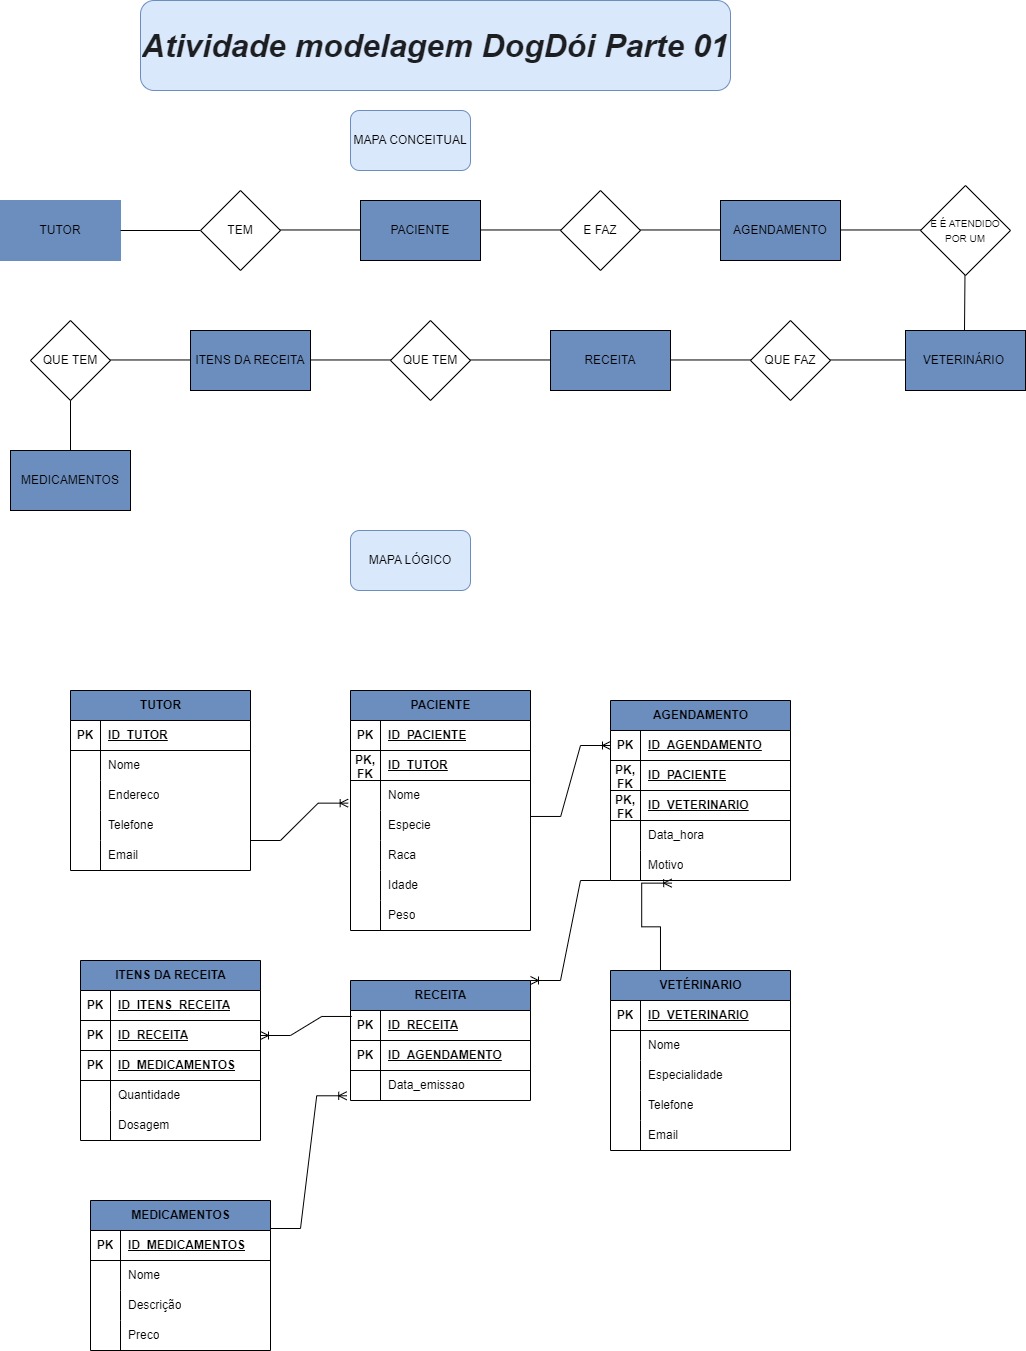 Atividade modelagem DogDói Parte 01
MAPA CONCEITUAL
TUTOR
TEM
PACIENTE
E FAZ
AGENDAMENTO
E É ATENDIDO
POR UM
QUE TEM
ITENS DA RECEITA
QUE TEM
RECEITA
QUE FAZ
VETERINÁRIO
MEDICAMENTOS
MAPA LÓGICO
TUTOR
PK ID_TUTOR
Nome
Endereco
Telefone
Email
PACIENTE
PK ID_PACIENTE
PK,
FK ID_TUTOR
Nome
Especie
Raca
Idade
Peso
AGENDAMENTO
PK ID_AGENDAMENTO
PK,
FK ID_PACIENTE
PK,
FK ID_VETERINARIO
Data_hora
Motivo
ITENS DA RECEITA
PK ID_ITENS_RECEITA
PK ID_RECEITA
PK ID_MEDICAMENTOS
Quantidade
Dosagem
RECEITA
PK ID_RECEITA
PK ID_AGENDAMENTO
Data_emissao
VETÉRINARIO
PK ID_VETERINARIO
Nome
Especialidade
Telefone
Email
MEDICAMENTOS
PK ID_MEDICAMENTOS
Nome
Descrição
Preco